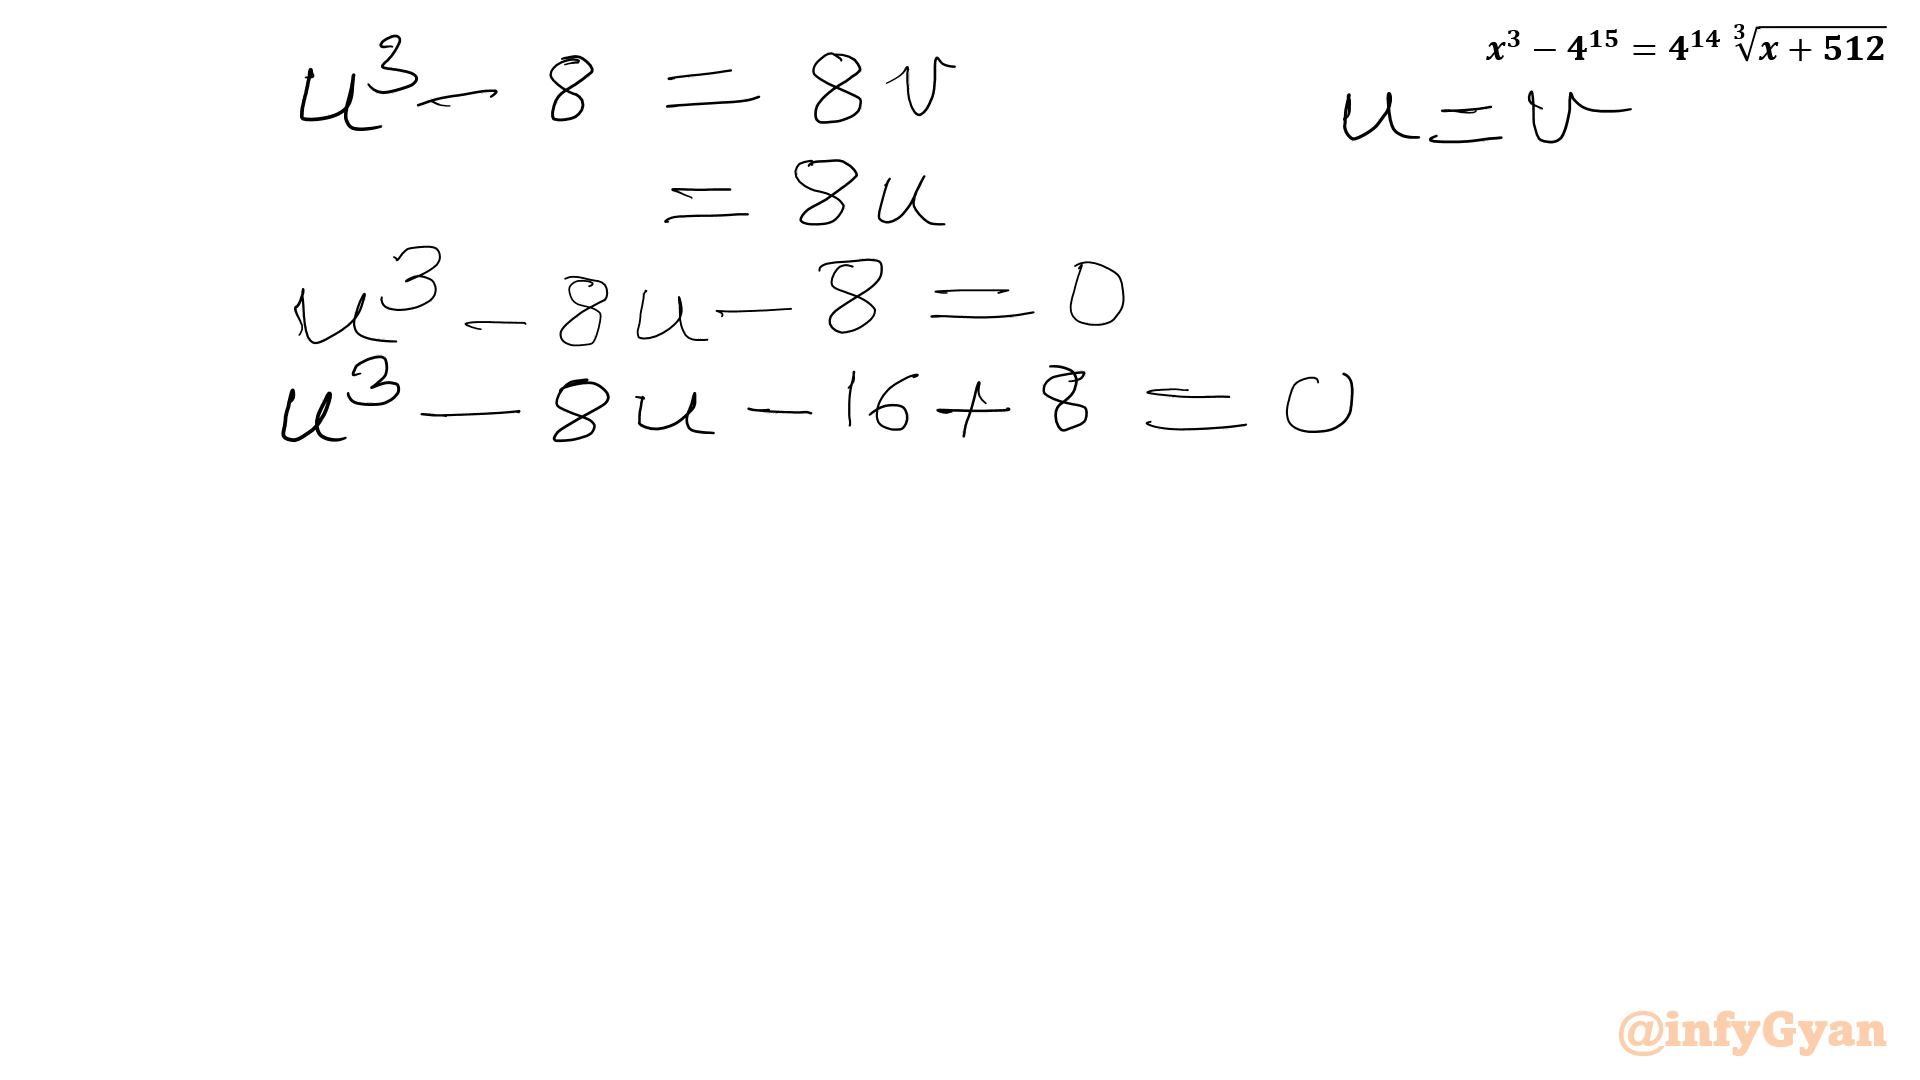 x³ − 4¹⁵ = 4¹⁴ ∛(x + 512)
u³ − 8 = 8v
u = v
= 8u
u³ − 8u − 8 = 0
u³ − 8u − 16 + 8 = 0
@infyGyan